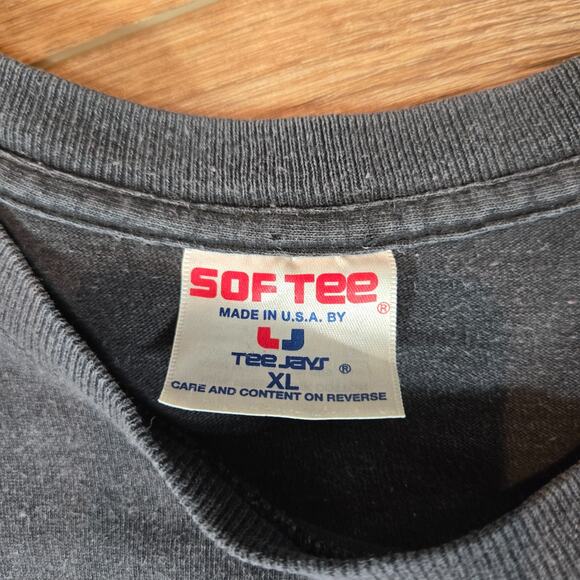 SOF TEE ®
MADE IN U.S.A. BY
TEE JAYS ®
XL
CARE AND CONTENT ON REVERSE